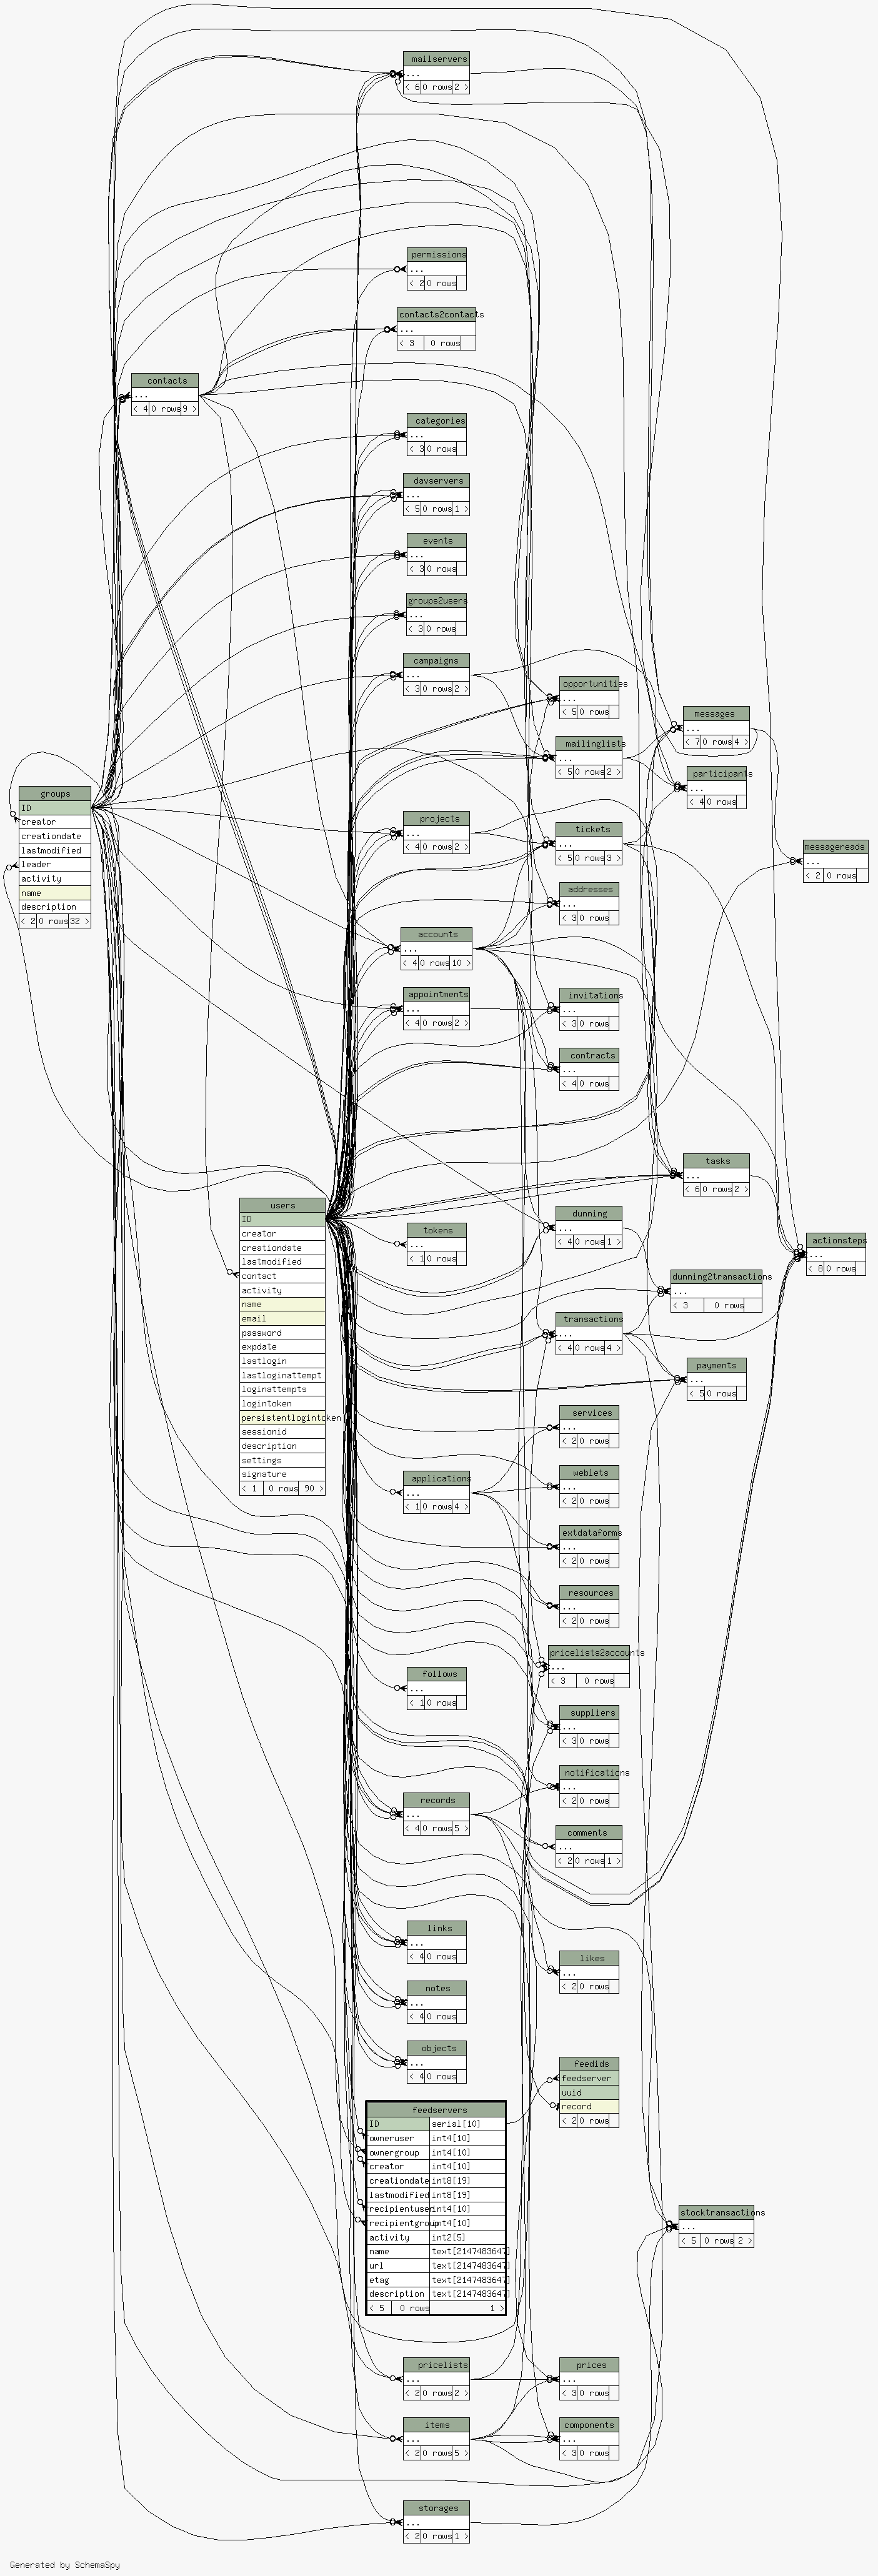 mailservers
...
< 6 0 rows 2 >
permissions
...
< 2 0 rows
contacts2contacts
...
< 3 0 rows
contacts
...
< 4 0 rows 9 >
categories
...
< 3 0 rows
davservers
...
< 5 0 rows 1 >
events
...
< 3 0 rows
groups2users
...
< 3 0 rows
campaigns
...
< 3 0 rows 2 >
opportunities
...
< 5 0 rows
messages
...
< 7 0 rows 4 >
mailinglists
...
< 5 0 rows 2 >
participants
...
< 4 0 rows
groups
ID
creator
creationdate
lastmodified
leader
activity
name
description
< 2 0 rows 32 >
projects
...
< 4 0 rows 2 >
tickets
...
< 5 0 rows 3 >
messagereads
...
< 2 0 rows
addresses
...
< 3 0 rows
accounts
...
< 4 0 rows 10 >
appointments
...
< 4 0 rows 2 >
invitations
...
< 3 0 rows
contracts
...
< 4 0 rows
tasks
...
< 6 0 rows 2 >
users
ID
creator
creationdate
lastmodified
contact
activity
name
email
password
expdate
lastlogin
lastloginattempt
loginattempts
logintoken
persistentlogintoken
sessionid
description
settings
signature
< 1 0 rows 90 >
tokens
...
< 1 0 rows
dunning
...
< 4 0 rows 1 >
actionsteps
...
< 8 0 rows
dunning2transactions
...
< 3 0 rows
transactions
...
< 4 0 rows 4 >
payments
...
< 5 0 rows
services
...
< 2 0 rows
applications
...
< 1 0 rows 4 >
weblets
...
< 2 0 rows
extdataforms
...
< 2 0 rows
resources
...
< 2 0 rows
pricelists2accounts
...
< 3 0 rows
follows
...
< 1 0 rows
suppliers
...
< 3 0 rows
notifications
...
< 2 0 rows
records
...
< 4 0 rows 5 >
comments
...
< 2 0 rows 1 >
links
...
< 4 0 rows
likes
...
< 2 0 rows
notes
...
< 4 0 rows
objects
...
< 4 0 rows
feedids
feedserver
uuid
record
< 2 0 rows
feedservers
ID serial[10]
owneruser int4[10]
ownergroup int4[10]
creator int4[10]
creationdate int8[19]
lastmodified int8[19]
recipientuser int4[10]
recipientgroup int4[10]
activity int2[5]
name text[2147483647]
url text[2147483647]
etag text[2147483647]
description text[2147483647]
< 5 0 rows 1 >
stocktransactions
...
< 5 0 rows 2 >
pricelists
...
< 2 0 rows 2 >
prices
...
< 3 0 rows
items
...
< 2 0 rows 5 >
components
...
< 3 0 rows
storages
...
< 2 0 rows 1 >
Generated by SchemaSpy